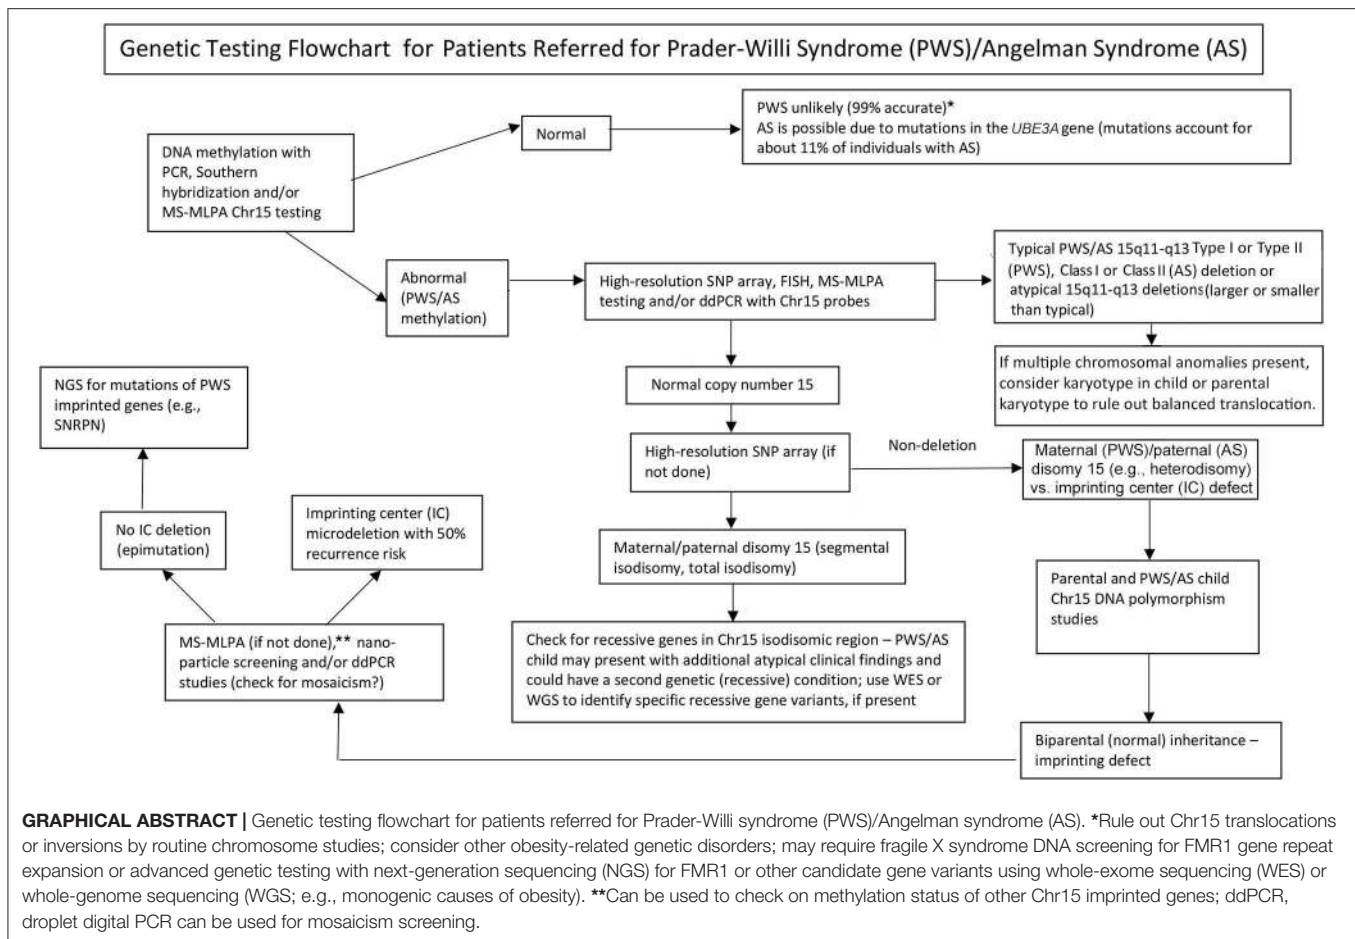 Genetic Testing Flowchart for Patients Referred for Prader-Willi Syndrome (PWS)/Angelman Syndrome (AS)
Normal
PWS unlikely (99% accurate)*
AS is possible due to mutations in the UBE3A gene (mutations account for
about 11% of individuals with AS)
DNA methylation with
PCR, Southern
hybridization and/or
MS-MLPA Chr15 testing
Abnormal
(PWS/AS
methylation)
High-resolution SNP array, FISH, MS-MLPA
testing and/or ddPCR with Chr15 probes
Typical PWS/AS 15q11-q13 Type I or Type II
(PWS), Class I or Class II (AS) deletion or
atypical 15q11-q13 deletions (larger or smaller
than typical)
If multiple chromosomal anomalies present,
consider karyotype in child or parental
karyotype to rule out balanced translocation.
Normal copy number 15
High-resolution SNP array (if
not done)
Non-deletion
Maternal (PWS)/paternal (AS)
disomy 15 (e.g., heterodisomy)
vs. imprinting center (IC) defect
Maternal/paternal disomy 15 (segmental
isodisomy, total isodisomy)
Check for recessive genes in Chr15 isodisomic region – PWS/AS
child may present with additional atypical clinical findings and
could have a second genetic (recessive) condition; use WES or
WGS to identify specific recessive gene variants, if present
Parental and PWS/AS child
Chr15 DNA polymorphism
studies
Biparental (normal) inheritance –
imprinting defect
MS-MLPA (if not done),** nano-
particle screening and/or ddPCR
studies (check for mosaicism?)
No IC deletion
(epimutation)
Imprinting center (IC)
microdeletion with 50%
recurrence risk
NGS for mutations of PWS
imprinted genes (e.g.,
SNRPN)
GRAPHICAL ABSTRACT | Genetic testing flowchart for patients referred for Prader-Willi syndrome (PWS)/Angelman syndrome (AS). *Rule out Chr15 translocations
or inversions by routine chromosome studies; consider other obesity-related genetic disorders; may require fragile X syndrome DNA screening for FMR1 gene repeat
expansion or advanced genetic testing with next-generation sequencing (NGS) for FMR1 or other candidate gene variants using whole-exome sequencing (WES) or
whole-genome sequencing (WGS; e.g., monogenic causes of obesity). **Can be used to check on methylation status of other Chr15 imprinted genes; ddPCR,
droplet digital PCR can be used for mosaicism screening.